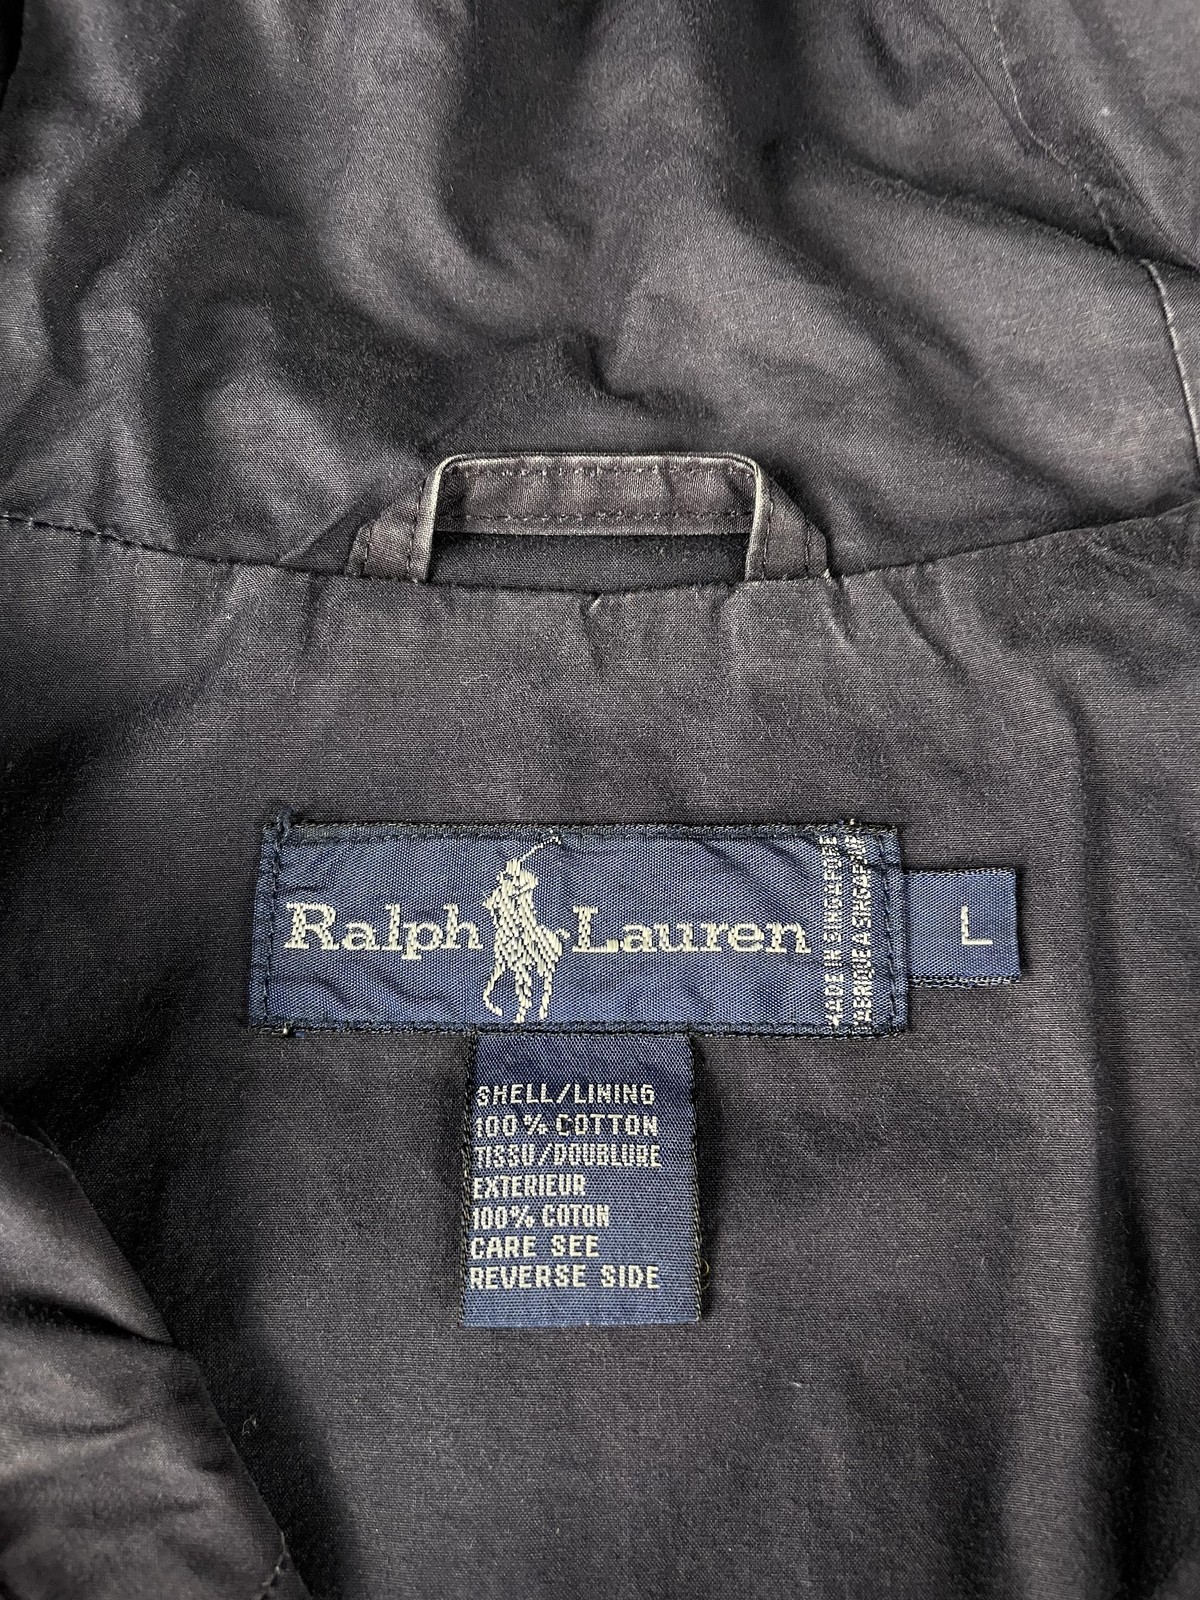 Ralph Lauren
MADE IN SINGAPORE
FABRIQUE A SINGAPOUR
L
SHELL/LINING
100% COTTON
TISSU/DOUBLURE
EXTERIEUR
100% COTON
CARE SEE
REVERSE SIDE